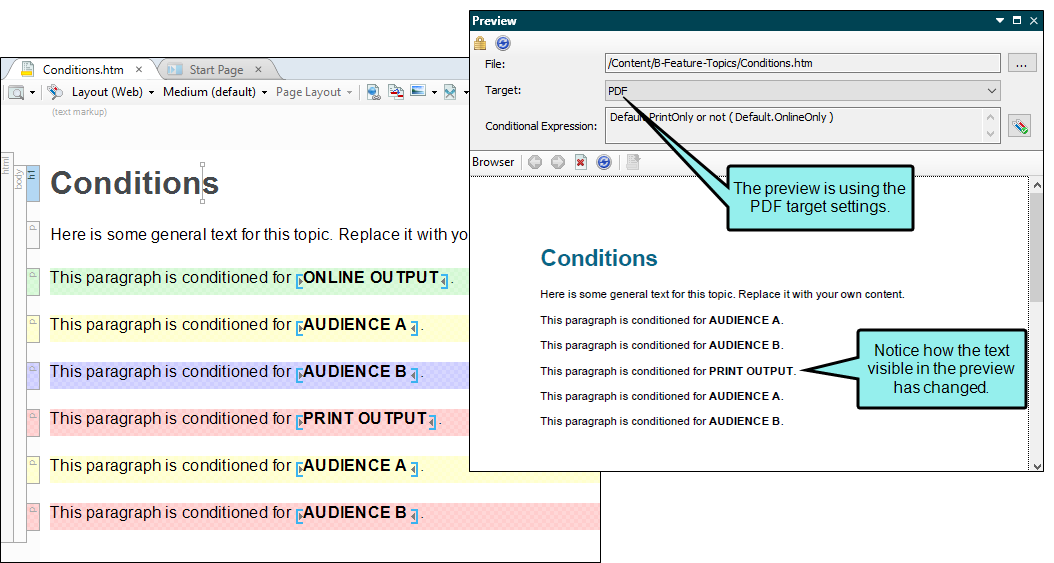 Conditions.htm
Start Page
Layout (Web)
Medium (default)
Page Layout
(text markup)
html
body
h1
Conditions
p
Here is some general text for this topic. Replace it with yo
p
This paragraph is conditioned for ONLINE OUTPUT.
p
This paragraph is conditioned for AUDIENCE A.
p
This paragraph is conditioned for AUDIENCE B.
p
This paragraph is conditioned for PRINT OUTPUT.
p
This paragraph is conditioned for AUDIENCE A.
p
This paragraph is conditioned for AUDIENCE B.
Preview
File:
/Content/B-Feature-Topics/Conditions.htm
...
Target:
PDF
Conditional Expression:
Default.PrintOnly or not ( Default.OnlineOnly )
Browser
The preview is using the
PDF target settings.
Conditions
Here is some general text for this topic. Replace it with your own content.
This paragraph is conditioned for AUDIENCE A.
This paragraph is conditioned for AUDIENCE B.
This paragraph is conditioned for PRINT OUTPUT.
This paragraph is conditioned for AUDIENCE A.
This paragraph is conditioned for AUDIENCE B.
Notice how the text
visible in the preview
has changed.